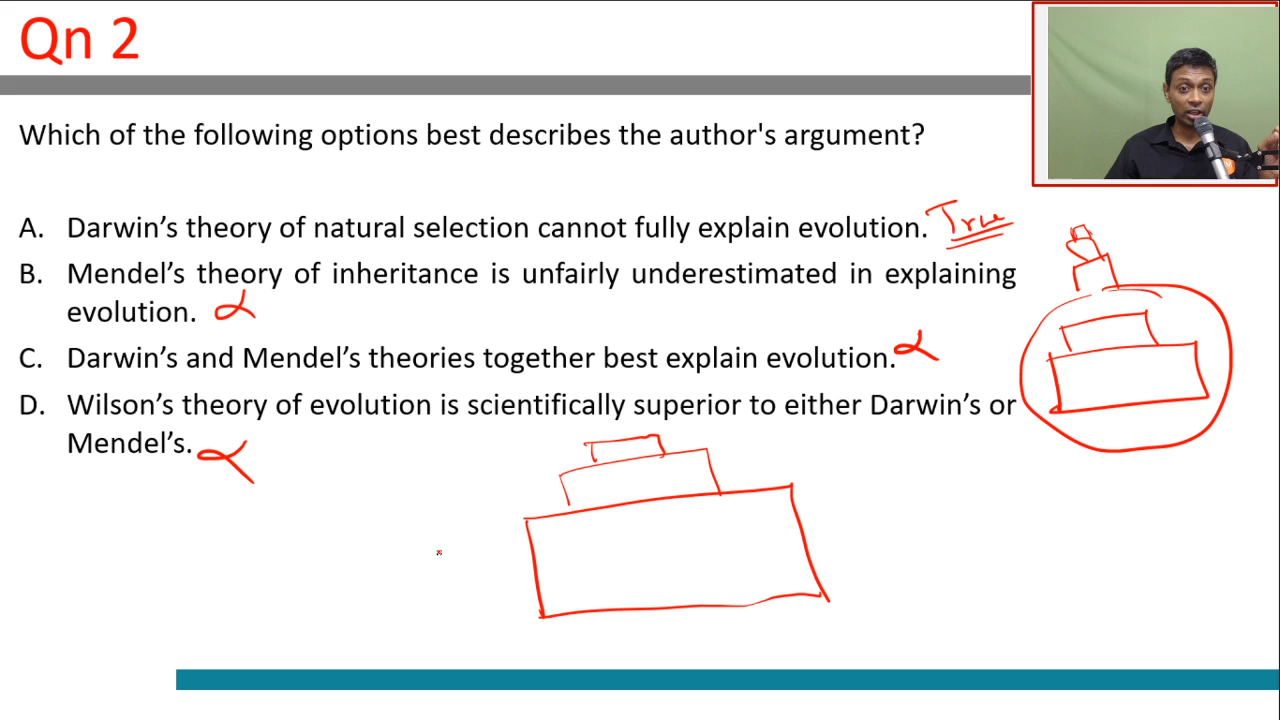 Qn 2
Which of the following options best describes the author's argument?
A. Darwin’s theory of natural selection cannot fully explain evolution. True
B. Mendel’s theory of inheritance is unfairly underestimated in explaining
evolution.
C. Darwin’s and Mendel’s theories together best explain evolution.
D. Wilson’s theory of evolution is scientifically superior to either Darwin’s or
Mendel’s.